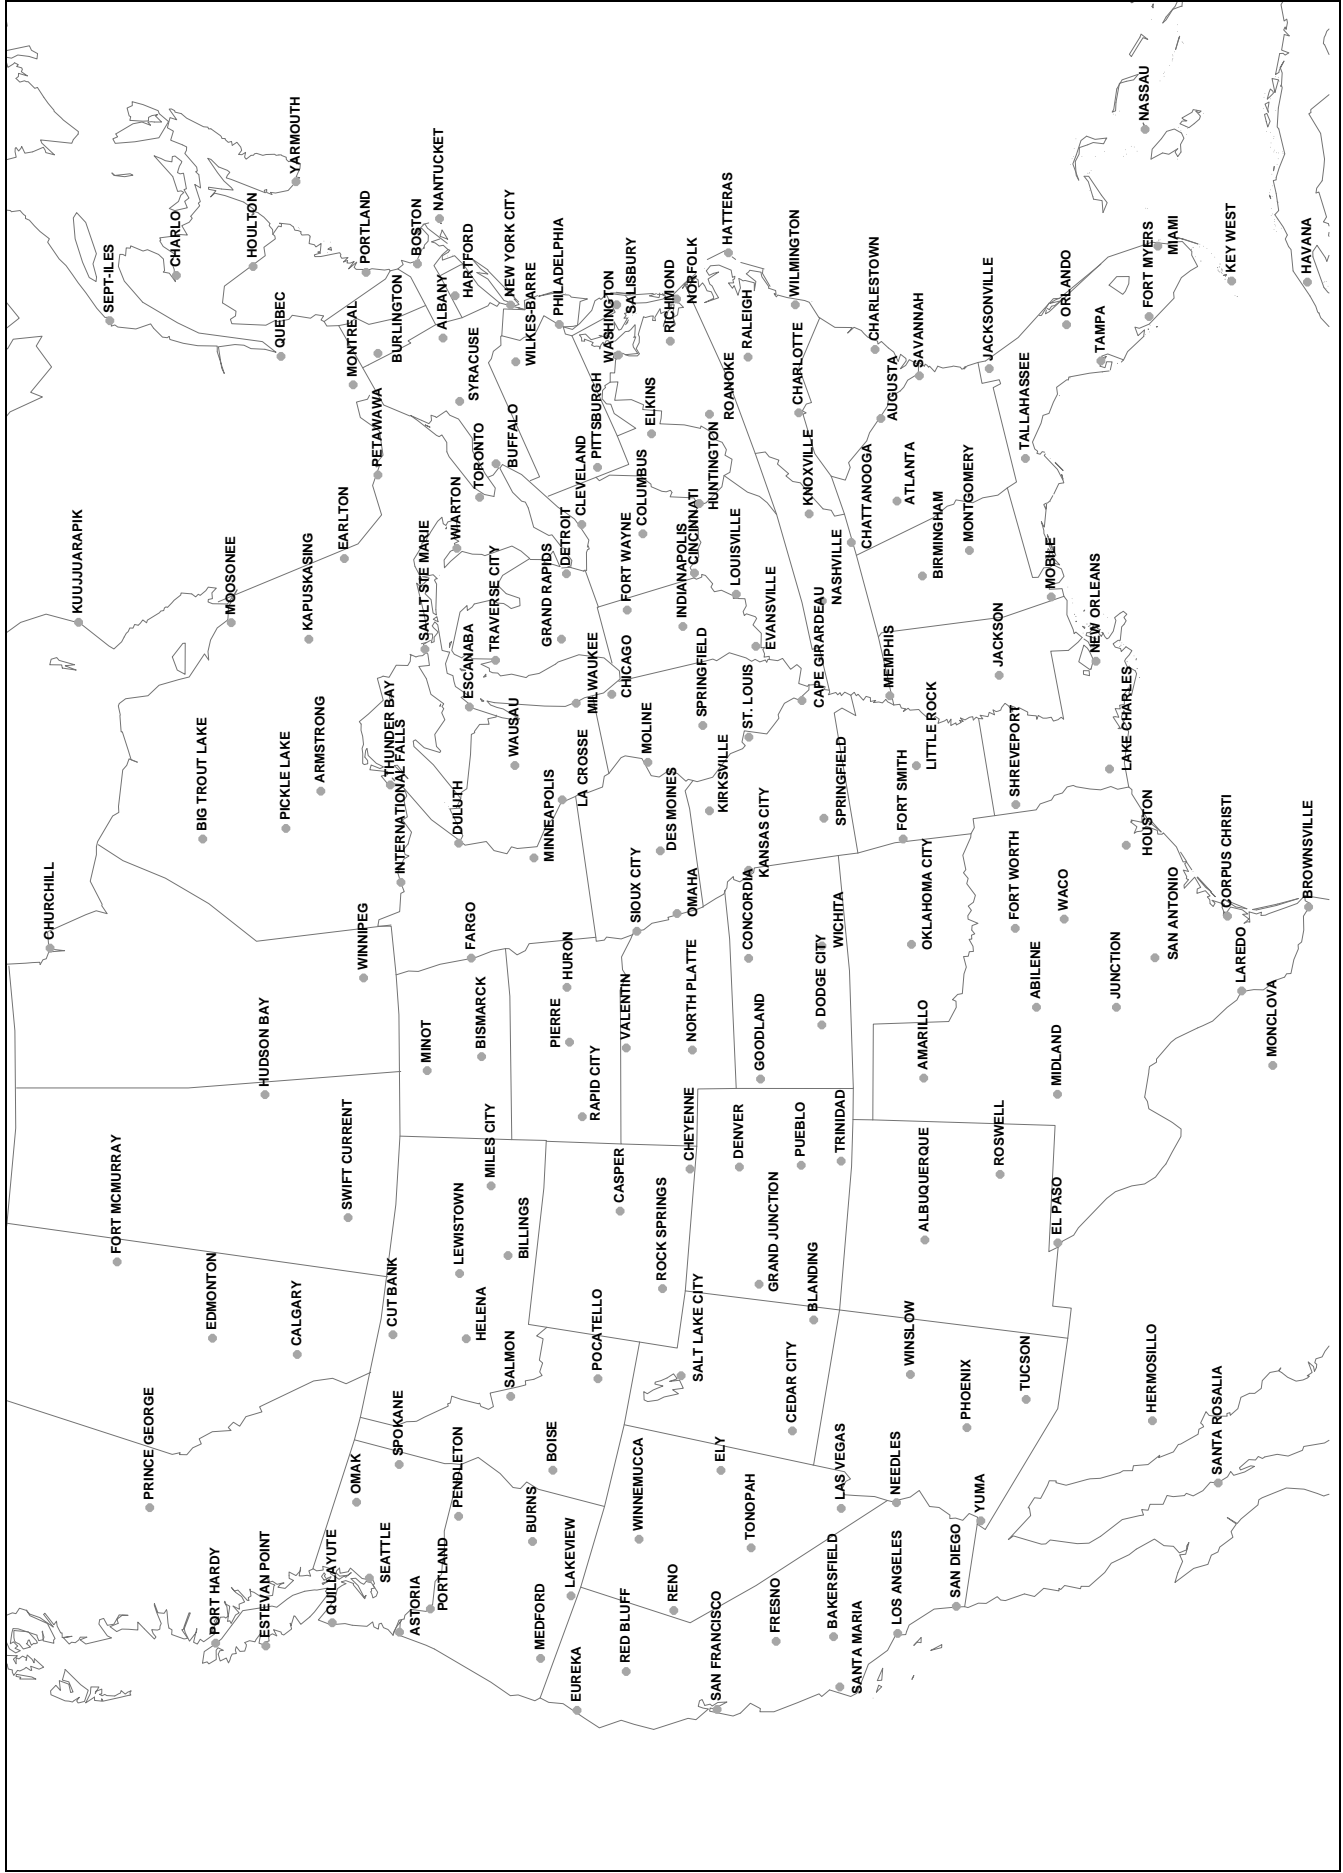 CHURCHILL
KUUJUARAPIK
SEPT-ILES
FORT MCMURRAY
PRINCE GEORGE
CHARLO
BIG TROUT LAKE
EDMONTON
PORT HARDY
MOOSONEE
HOULTON
HUDSON BAY
ESTEVAN POINT
PICKLE LAKE
QUEBEC
YARMOUTH
CALGARY
KAPUSKASING
ARMSTRONG
QUILLAYUTE
SWIFT CURRENT
EARLTON
MONTREAL
OMAK
WINNIPEG
PORTLAND
SEATTLE
PETAWAWA
BURLINGTON
THUNDER BAY
CUT BANK
SPOKANE
INTERNATIONAL FALLS
ASTORIA
BOSTON
SAULT STE MARIE
MINOT
PORTLAND
NANTUCKET
ALBANY
HARTFORD
WIARTON
DULUTH
PENDLETON
LEWISTOWN
SYRACUSE
HELENA
ESCANABA
FARGO
TORONTO
BISMARCK
MILES CITY
TRAVERSE CITY
BUFFALO
NEW YORK CITY
BILLINGS
SALMON
WAUSAU
WILKES-BARRE
BURNS
MINNEAPOLIS
MEDFORD
BOISE
GRAND RAPIDS
PHILADELPHIA
PIERRE
DETROIT
HURON
LAKEVIEW
LA CROSSE
EUREKA
MILWAUKEE
CLEVELAND
RAPID CITY
POCATELLO
PITTSBURGH
CHICAGO
WASHINGTON
SALISBURY
CASPER
VALENTIN
RED BLUFF
FORT WAYNE
SIOUX CITY
WINNEMUCCA
COLUMBUS
MOLINE
ELKINS
ROCK SPRINGS
DES MOINES
RICHMOND
RENO
NORFOLK
OMAHA
INDIANAPOLIS
SALT LAKE CITY
CHEYENNE
NORTH PLATTE
CINCINNATI
SPRINGFIELD
HUNTINGTON
ROANOKE
KIRKSVILLE
SAN FRANCISCO
ELY
HATTERAS
LOUISVILLE
DENVER
RALEIGH
ST. LOUIS
CONCORDIA
KANSAS CITY
TONOPAH
GOODLAND
EVANSVILLE
GRAND JUNCTION
FRESNO
CEDAR CITY
WILMINGTON
CHARLOTTE
PUEBLO
CAPE GIRARDEAU
KNOXVILLE
BLANDING
DODGE CITY
NASHVILLE
WICHITA
SPRINGFIELD
BAKERSFIELD
SANTA MARIA
LAS VEGAS
TRINIDAD
CHATTANOOGA
CHARLESTOWN
AUGUSTA
MEMPHIS
NEEDLES
LOS ANGELES
FORT SMITH
ATLANTA
WINSLOW
SAVANNAH
LITTLE ROCK
OKLAHOMA CITY
AMARILLO
ALBUQUERQUE
BIRMINGHAM
SAN DIEGO
PHOENIX
MONTGOMERY
YUMA
JACKSONVILLE
JACKSON
ROSWELL
SHREVEPORT
FORT WORTH
TALLAHASSEE
TUCSON
ABILENE
MOBILE
MIDLAND
EL PASO
WACO
ORLANDO
NEW ORLEANS
TAMPA
LAKE CHARLES
JUNCTION
HOUSTON
NASSAU
FORT MYERS
MIAMI
HERMOSILLO
SAN ANTONIO
SANTA ROSALIA
CORPUS CHRISTI
KEY WEST
LAREDO
MONCLOVA
BROWNSVILLE
HAVANA